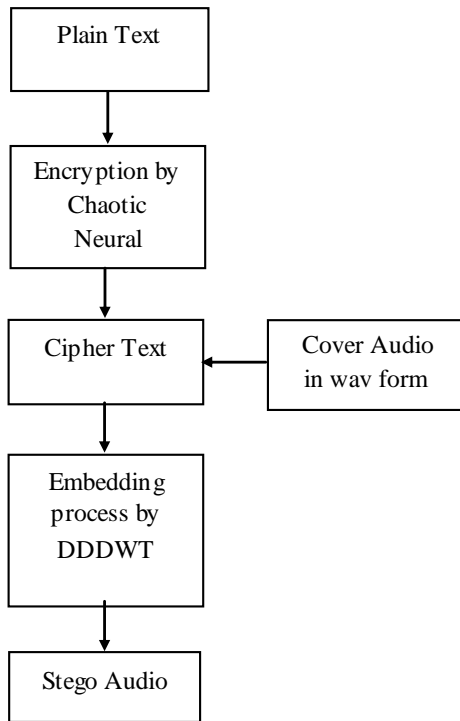 Plain Text
Encryption by
Chaotic
Neural
Cipher Text
Cover Audio
in wav form
Embedding
process by
DDDWT
Stego Audio